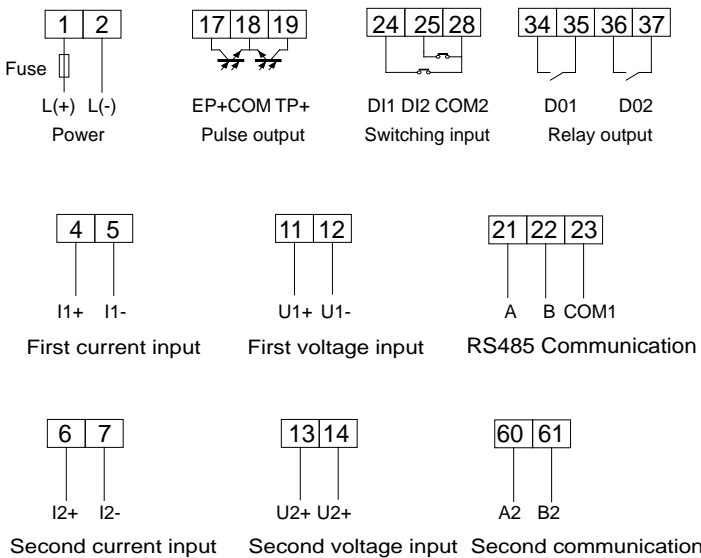 1 2
17 18 19
24 25 28
34 35 36 37
Fuse
L(+) L(-)
EP+COM TP+
DI1 DI2 COM2
D01 D02
Power
Pulse output
Switching input
Relay output
4 5
11 12
21 22 23
I1+ I1-
U1+ U1-
A B COM1
First current input
First voltage input
RS485 Communication
6 7
13 14
60 61
I2+ I2-
U2+ U2+
A2 B2
Second current input
Second voltage input
Second communication